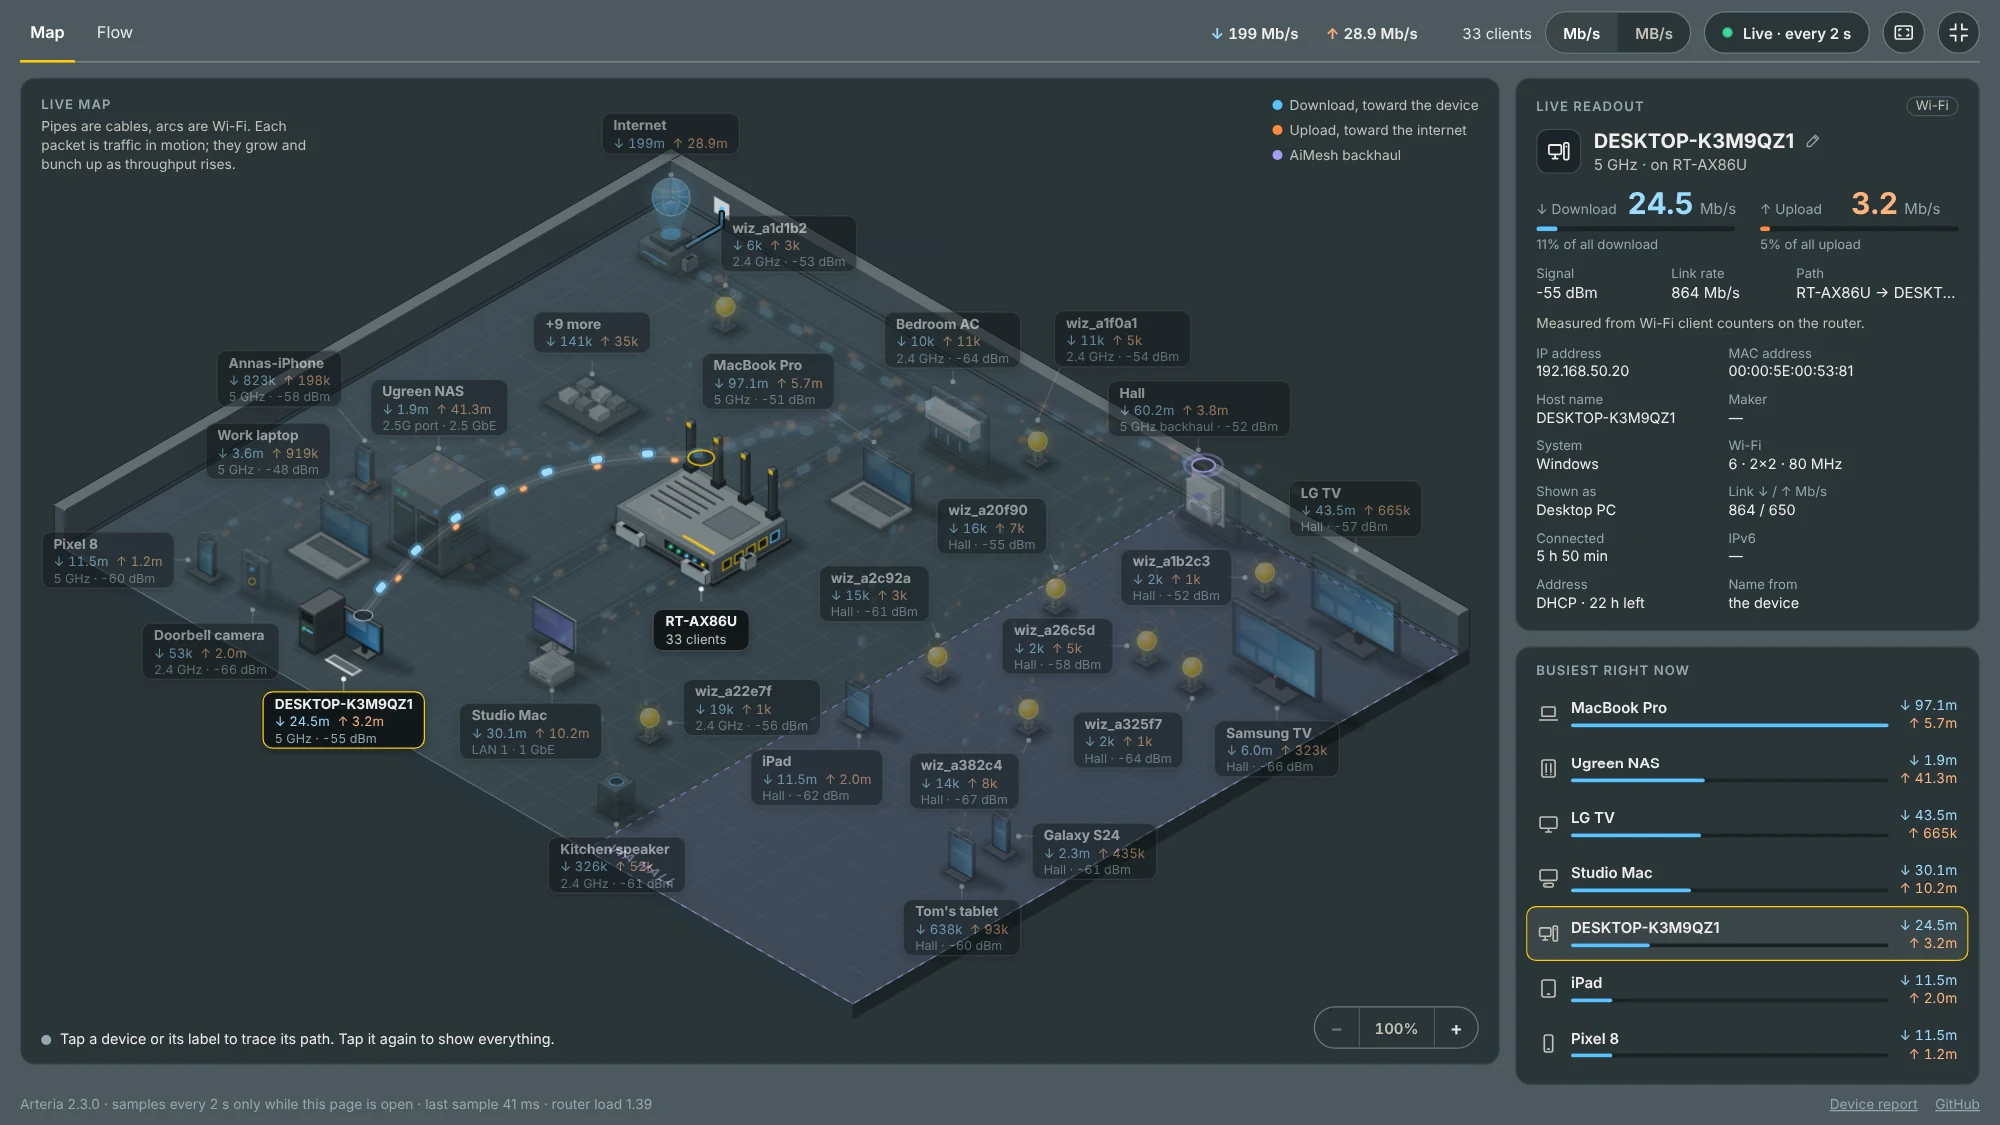 Map
Flow
↓ 199 Mb/s ↑ 28.9 Mb/s
33 clients
Mb/s MB/s
Live · every 2 s
LIVE MAP
Pipes are cables, arcs are Wi-Fi. Each
packet is traffic in motion; they grow and
bunch up as throughput rises.
Download, toward the device
Upload, toward the internet
AiMesh backhaul
Internet
↓ 199m ↑ 28.9m
wiz_a1d1b2
↓ 6k ↑ 3k
2.4 GHz · -53 dBm
+9 more
↓ 141k ↑ 35k
Bedroom AC
↓ 10k ↑ 11k
2.4 GHz · -64 dBm
wiz_a1f0a1
↓ 11k ↑ 5k
2.4 GHz · -54 dBm
Annas-iPhone
↓ 823k ↑ 198k
5 GHz · -58 dBm
Ugreen NAS
↓ 1.9m ↑ 41.3m
2.5G port · 2.5 GbE
MacBook Pro
↓ 97.1m ↑ 5.7m
5 GHz · -51 dBm
Hall
↓ 60.2m ↑ 3.8m
5 GHz backhaul · -52 dBm
Work laptop
↓ 3.6m ↑ 919k
5 GHz · -48 dBm
LG TV
↓ 43.5m ↑ 665k
Hall · -57 dBm
wiz_a20f90
↓ 16k ↑ 7k
Hall · -55 dBm
Pixel 8
↓ 11.5m ↑ 1.2m
5 GHz · -60 dBm
wiz_a1b2c3
↓ 2k ↑ 1k
Hall · -52 dBm
wiz_a2c92a
↓ 15k ↑ 3k
Hall · -61 dBm
RT-AX86U
33 clients
Doorbell camera
↓ 53k ↑ 2.0m
2.4 GHz · -66 dBm
wiz_a26c5d
↓ 2k ↑ 5k
Hall · -58 dBm
DESKTOP-K3M9QZ1
↓ 24.5m ↑ 3.2m
5 GHz · -55 dBm
Studio Mac
↓ 30.1m ↑ 10.2m
LAN 1 · 1 GbE
wiz_a22e7f
↓ 19k ↑ 1k
2.4 GHz · -56 dBm
wiz_a325f7
↓ 2k ↑ 1k
Hall · -64 dBm
Samsung TV
↓ 6.0m ↑ 323k
Hall · -66 dBm
iPad
↓ 11.5m ↑ 2.0m
Hall · -62 dBm
wiz_a382c4
↓ 14k ↑ 8k
Hall · -67 dBm
Kitchen speaker
↓ 326k ↑ 52k
2.4 GHz · -61 dBm
Galaxy S24
↓ 2.3m ↑ 435k
Hall · -61 dBm
Tom's tablet
↓ 638k ↑ 93k
Hall · -60 dBm
Tap a device or its label to trace its path. Tap it again to show everything.
− 100% +
LIVE READOUT
Wi-Fi
DESKTOP-K3M9QZ1
5 GHz · on RT-AX86U
↓ Download 24.5 Mb/s ↑ Upload 3.2 Mb/s
11% of all download 5% of all upload
Signal Link rate Path
-55 dBm 864 Mb/s RT-AX86U → DESKT…
Measured from Wi-Fi client counters on the router.
IP address MAC address
192.168.50.20 00:00:5E:00:53:81
Host name Maker
DESKTOP-K3M9QZ1 —
System Wi-Fi
Windows 6 · 2×2 · 80 MHz
Shown as Link ↓ / ↑ Mb/s
Desktop PC 864 / 650
Connected IPv6
5 h 50 min —
Address Name from
DHCP · 22 h left the device
BUSIEST RIGHT NOW
MacBook Pro ↓ 97.1m
↑ 5.7m
Ugreen NAS ↓ 1.9m
↑ 41.3m
LG TV ↓ 43.5m
↑ 665k
Studio Mac ↓ 30.1m
↑ 10.2m
DESKTOP-K3M9QZ1 ↓ 24.5m
↑ 3.2m
iPad ↓ 11.5m
↑ 2.0m
Pixel 8 ↓ 11.5m
↑ 1.2m
Arteria 2.3.0 · samples every 2 s only while this page is open · last sample 41 ms · router load 1.39
Device report GitHub